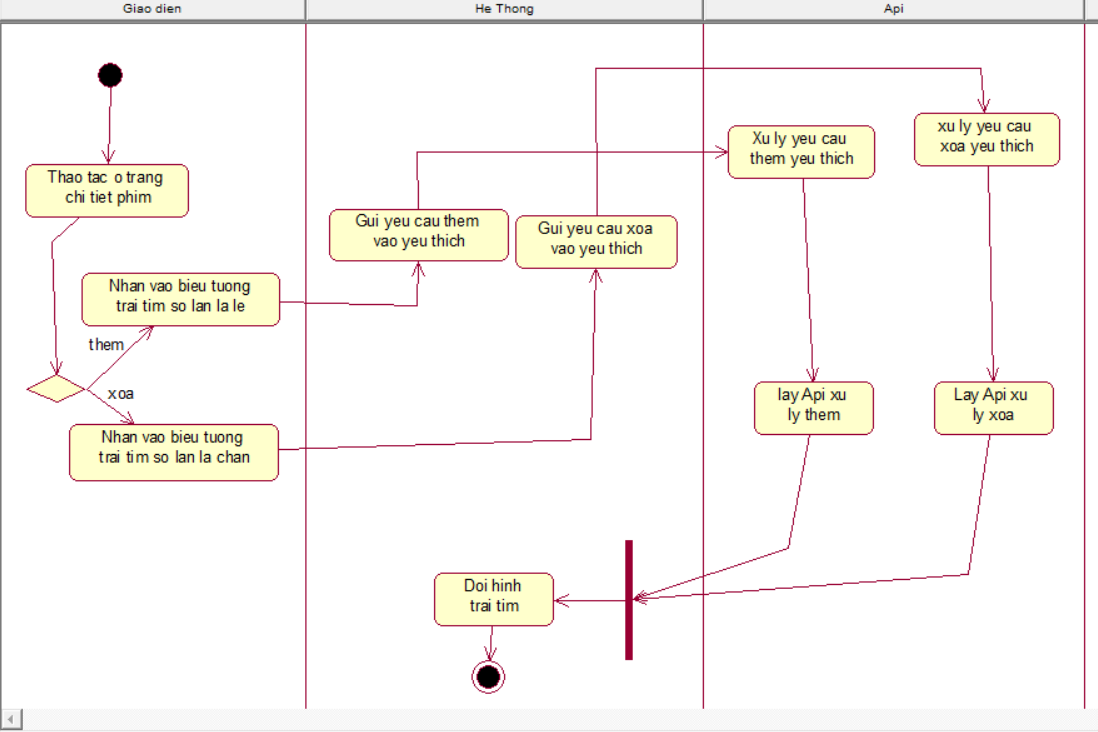 Giao dien
He Thong
Api
Thao tac o trang
chi tiet phim
Nhan vao bieu tuong
trai tim so lan la le
them
xoa
Nhan vao bieu tuong
trai tim so lan la chan
Gui yeu cau them
vao yeu thich
Gui yeu cau xoa
vao yeu thich
Xu ly yeu cau
them yeu thich
xu ly yeu cau
xoa yeu thich
lay Api xu
ly them
Lay Api xu
ly xoa
Doi hinh
trai tim